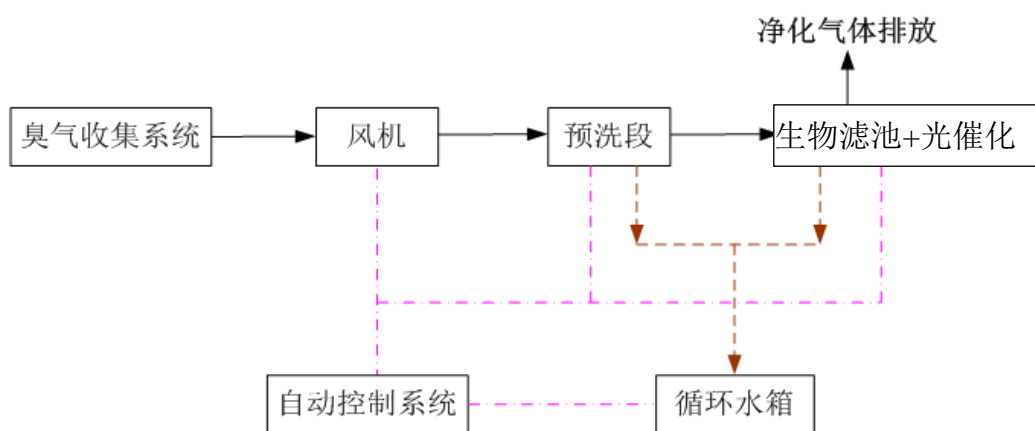 净化气体排放
臭气收集系统
风机
预洗段
生物滤池+光催化
自动控制系统
循环水箱